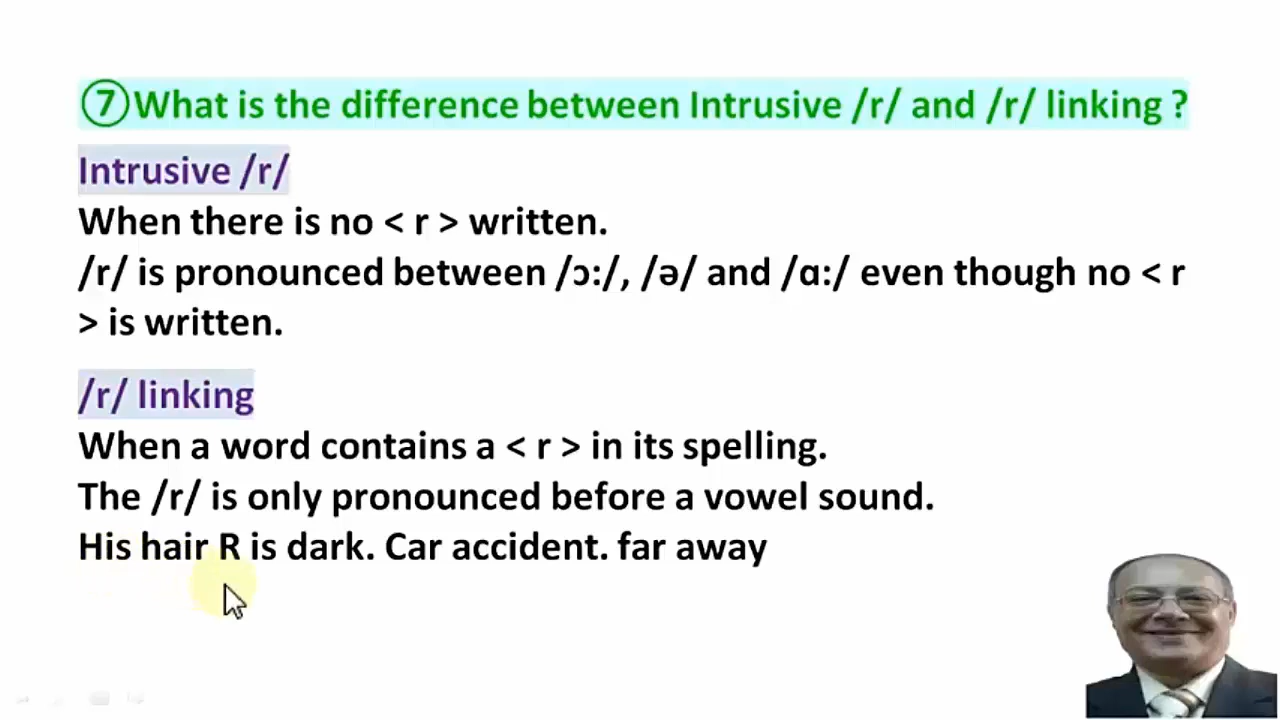 ⑦What is the difference between Intrusive /r/ and /r/ linking ?
Intrusive /r/
When there is no < r > written.
/r/ is pronounced between /ɔ:/, /ə/ and /ɑ:/ even though no < r
> is written.
/r/ linking
When a word contains a < r > in its spelling.
The /r/ is only pronounced before a vowel sound.
His hair R is dark. Car accident. far away